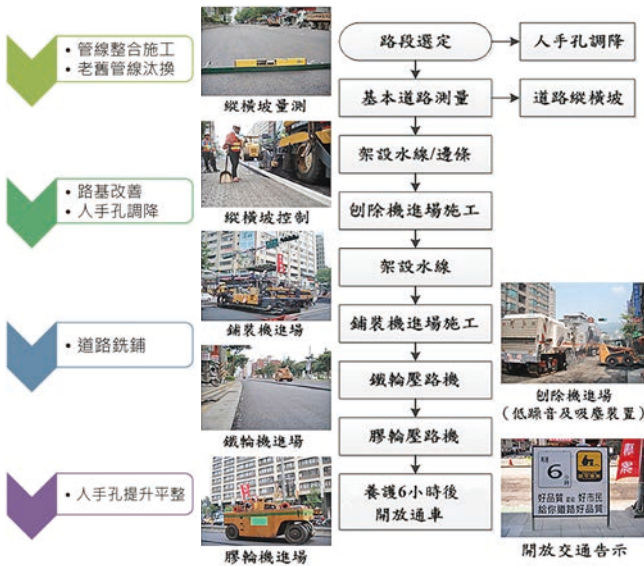 • 管線整合施工
• 老舊管線汰換
• 路基改善
• 人手孔調降
• 道路銑鋪
• 人手孔提升平整
縱橫坡量測
縱橫坡控制
鋪裝機進場
鐵輪機進場
膠輪機進場
路段選定
人手孔調降
基本道路測量
道路縱橫坡
架設水線/邊條
刨除機進場施工
架設水線
鋪裝機進場施工
鐵輪壓路機
膠輪壓路機
養護6小時後
開放通車
刨除機進場
(低躁音及吸塵裝置)
6
好品質 好市民
給你道路好品質
開放交通告示